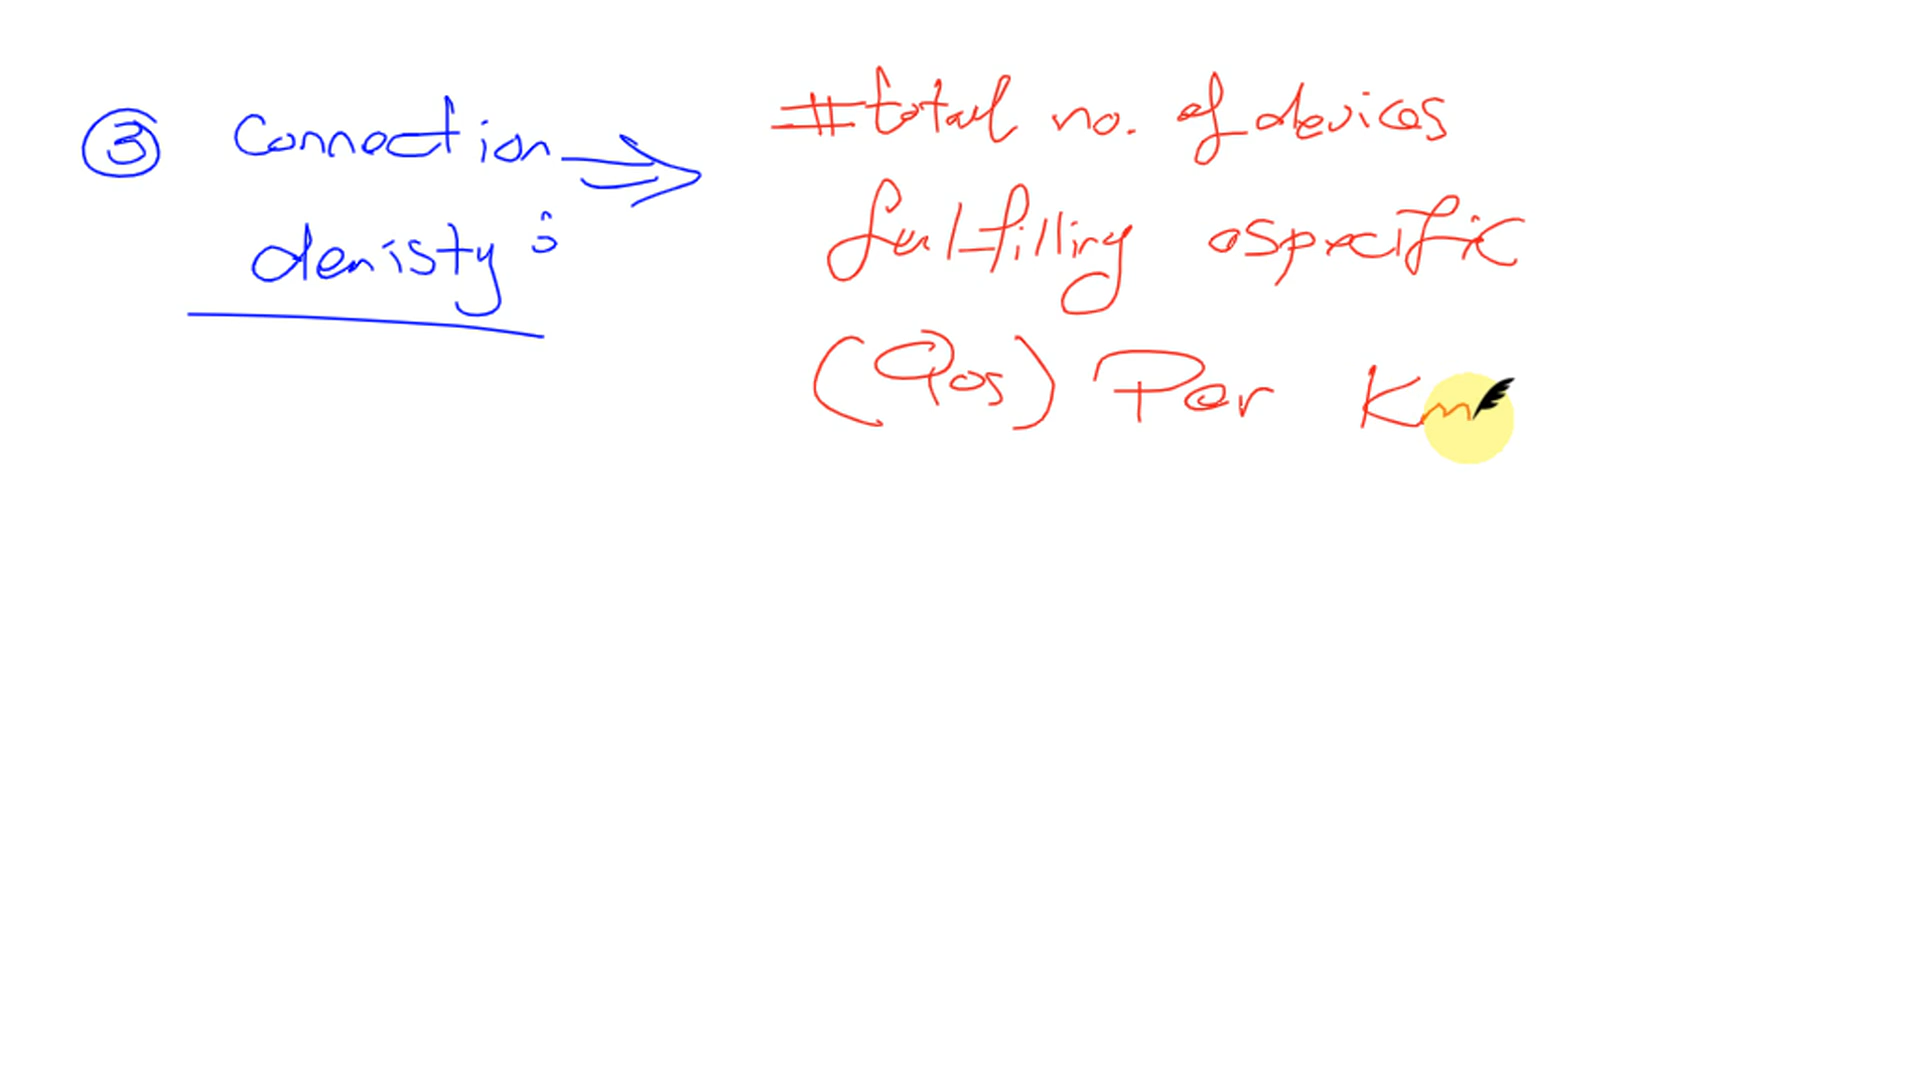 ③ Connection
denisty:
#total no. of devices
fulfilling a specific
(QoS) Per Km